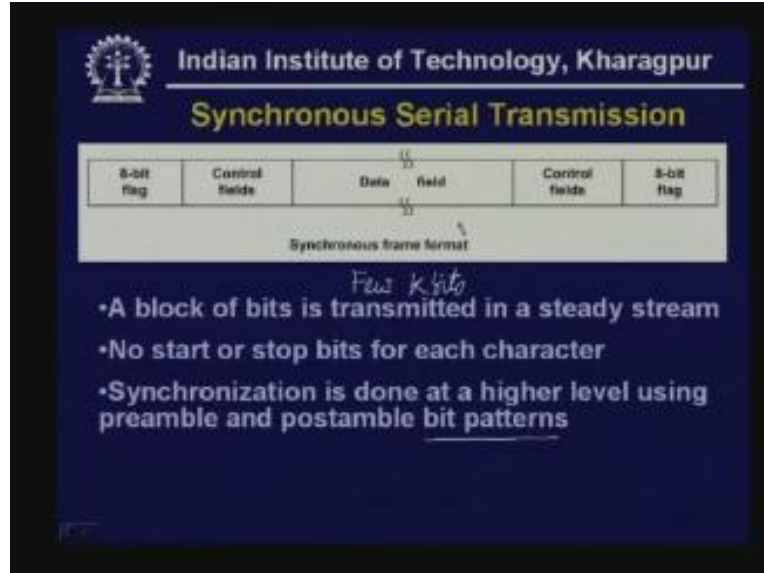 Indian Institute of Technology, Kharagpur
Synchronous Serial Transmission
8-bit flag
Control fields
Data field
Control fields
8-bit flag
Synchronous frame format
Few K bits
•A block of bits is transmitted in a steady stream
•No start or stop bits for each character
•Synchronization is done at a higher level using
preamble and postamble bit patterns